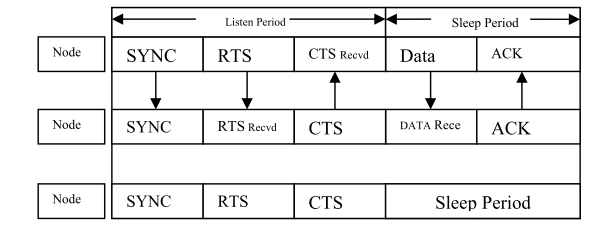 Listen Period Sleep Period
Node SYNC RTS CTS Recvd Data ACK
Node SYNC RTS Recvd CTS DATA Rece ACK
Node SYNC RTS CTS Sleep Period